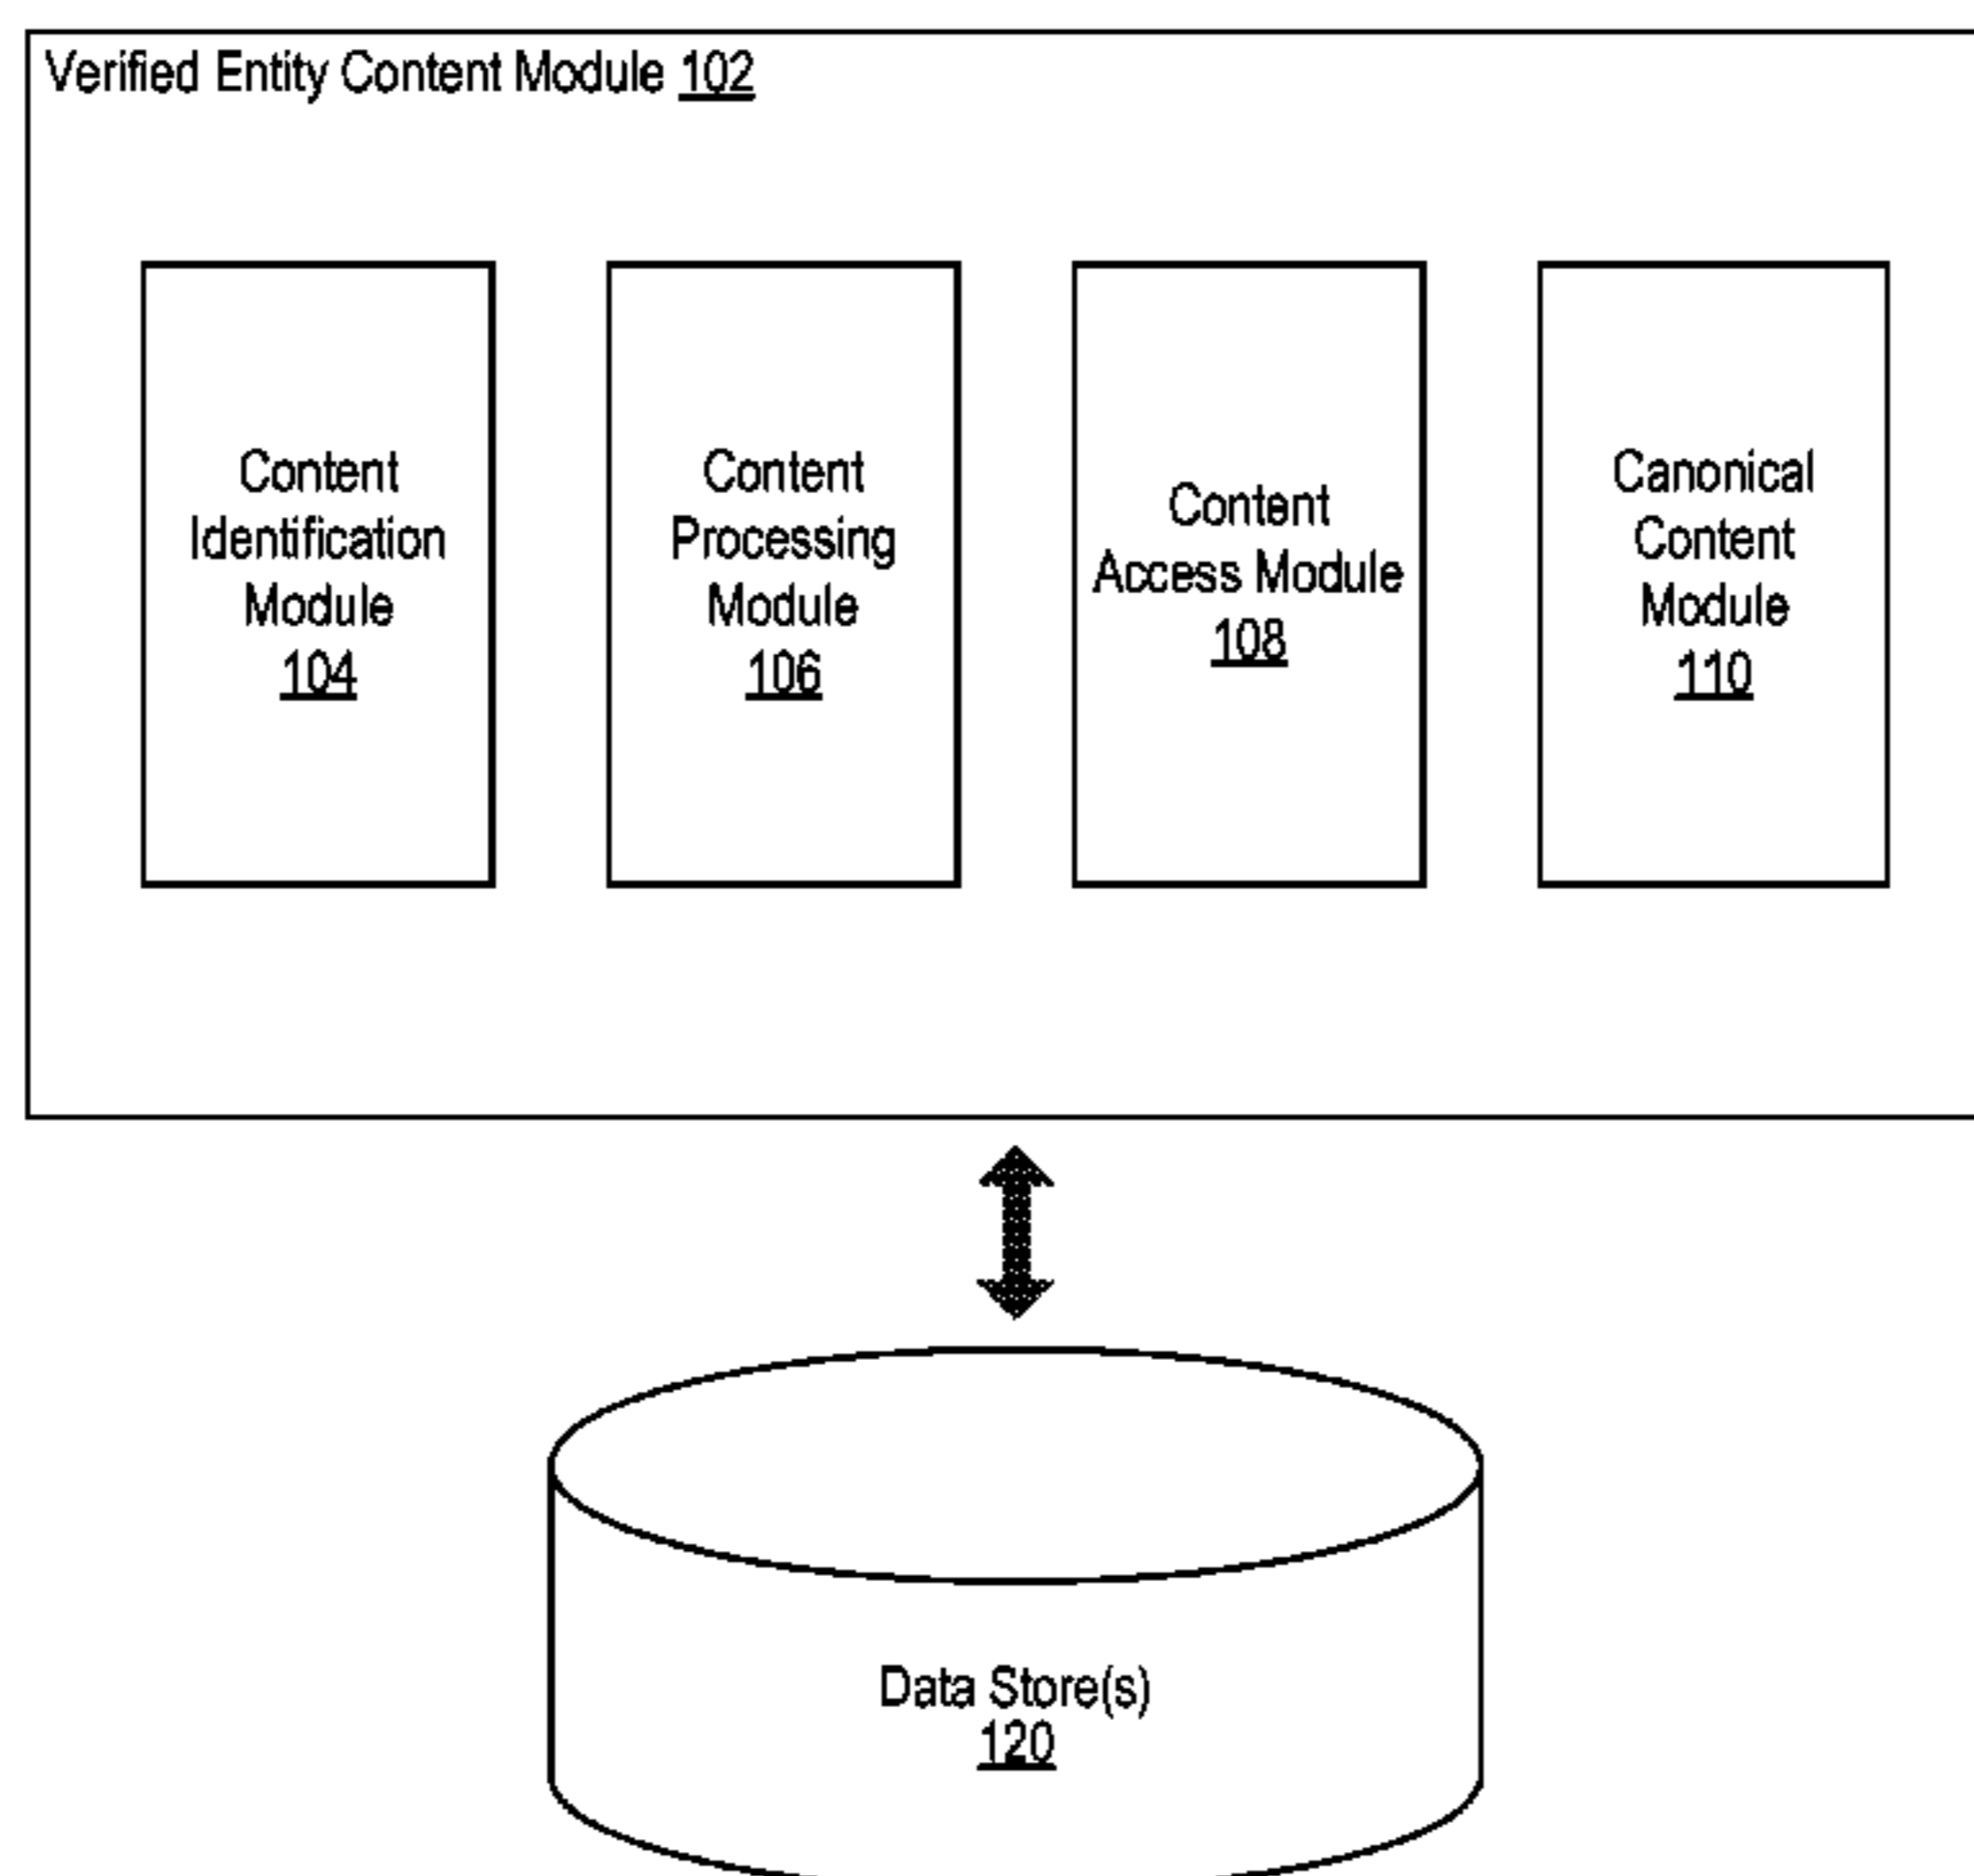 Verified Entity Content Module 102
Content
Identification
Module
104
Content
Processing
Module
106
Content
Access Module
108
Canonical
Content
Module
110
Data Store(s)
120